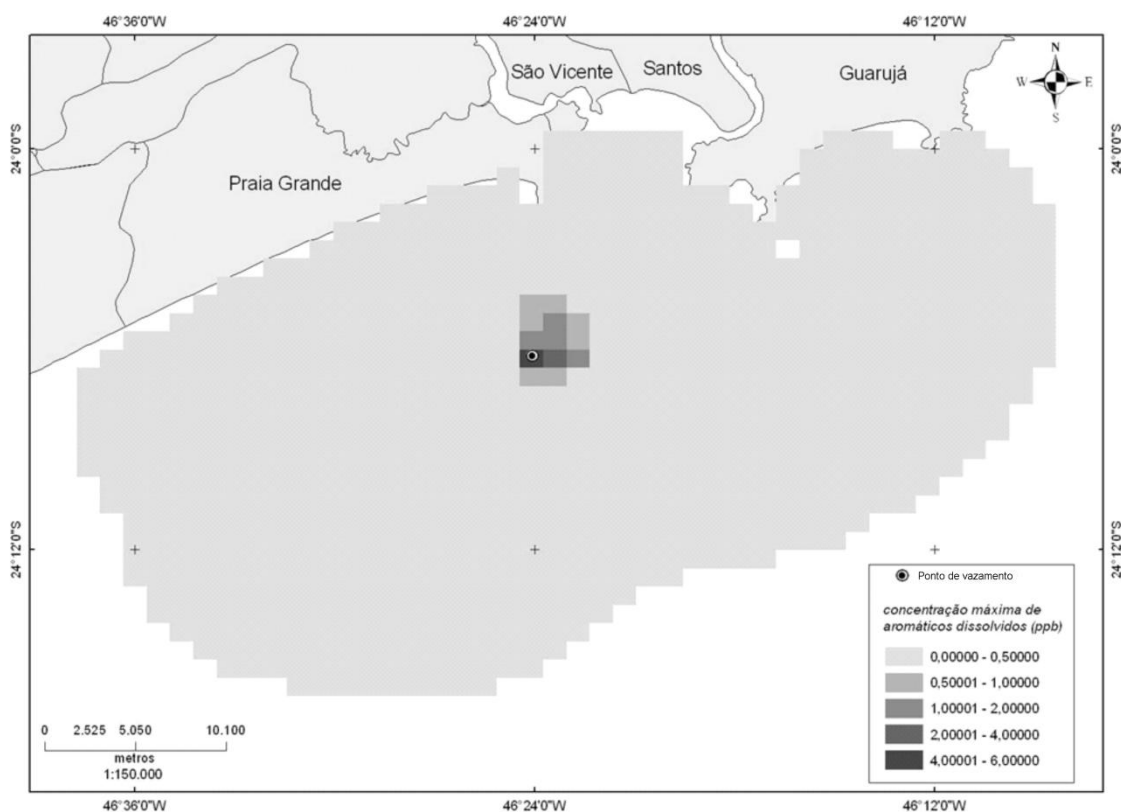 46°36'0"W 46°24'0"W 46°12'0"W
N
W E
S
São Vicente Santos Guarujá
24°0'0"S 24°0'0"S
Praia Grande
24°12'0"S 24°12'0"S
Ponto de vazamento
concentração máxima de
aromáticos dissolvidos (ppb)
0,00000 - 0,50000
0,50001 - 1,00000
1,00001 - 2,00000
2,00001 - 4,00000
4,00001 - 6,00000
0 2.525 5.050 10.100
metros
1:150.000
46°36'0"W 46°24'0"W 46°12'0"W